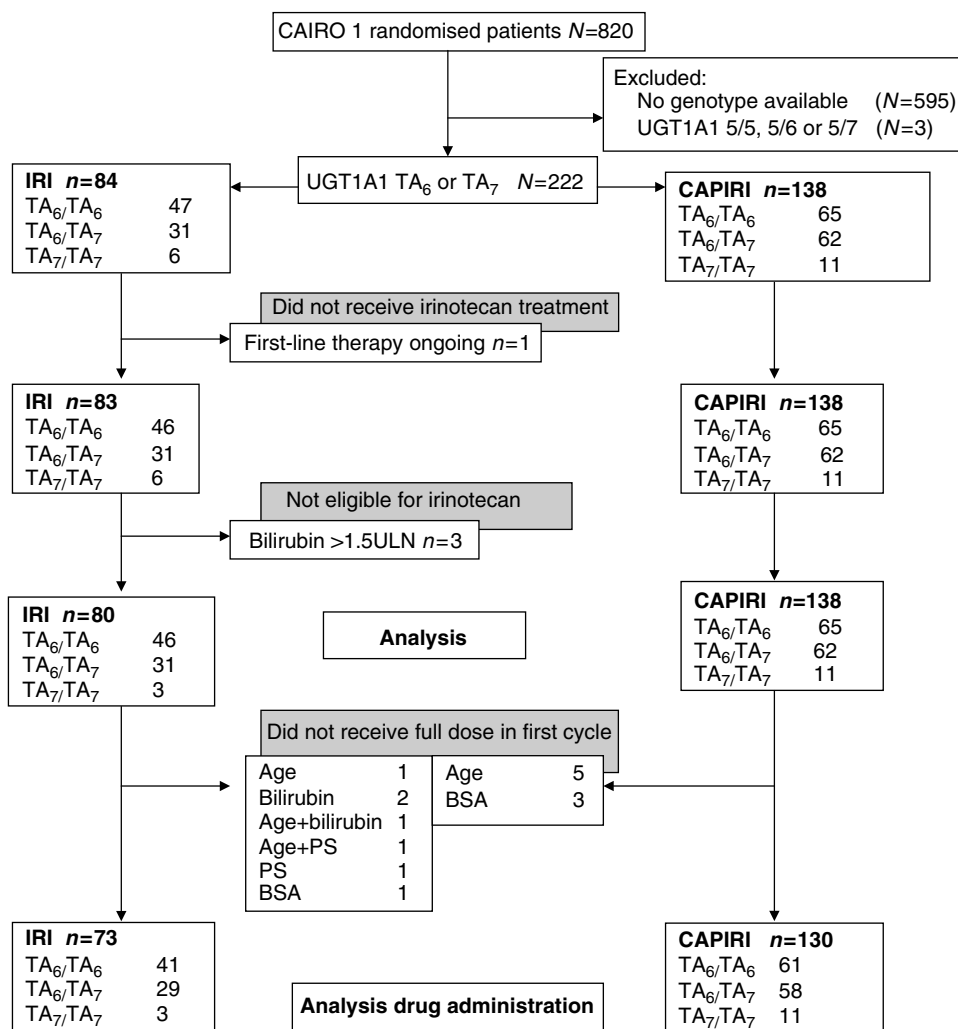 CAIRO 1 randomised patients N=820
Excluded:
No genotype available (N=595)
UGT1A1 5/5, 5/6 or 5/7 (N=3)
UGT1A1 TA6 or TA7 N=222
IRI n=84
TA6/TA6 47
TA6/TA7 31
TA7/TA7 6
CAPIRI n=138
TA6/TA6 65
TA6/TA7 62
TA7/TA7 11
Did not receive irinotecan treatment
First-line therapy ongoing n=1
IRI n=83
TA6/TA6 46
TA6/TA7 31
TA7/TA7 6
CAPIRI n=138
TA6/TA6 65
TA6/TA7 62
TA7/TA7 11
Not eligible for irinotecan
Bilirubin >1.5ULN n=3
IRI n=80
TA6/TA6 46
TA6/TA7 31
TA7/TA7 3
Analysis
CAPIRI n=138
TA6/TA6 65
TA6/TA7 62
TA7/TA7 11
Did not receive full dose in first cycle
Age 1
Bilirubin 2
Age+bilirubin 1
Age+PS 1
PS 1
BSA 1
Age 5
BSA 3
IRI n=73
TA6/TA6 41
TA6/TA7 29
TA7/TA7 3
Analysis drug administration
CAPIRI n=130
TA6/TA6 61
TA6/TA7 58
TA7/TA7 11